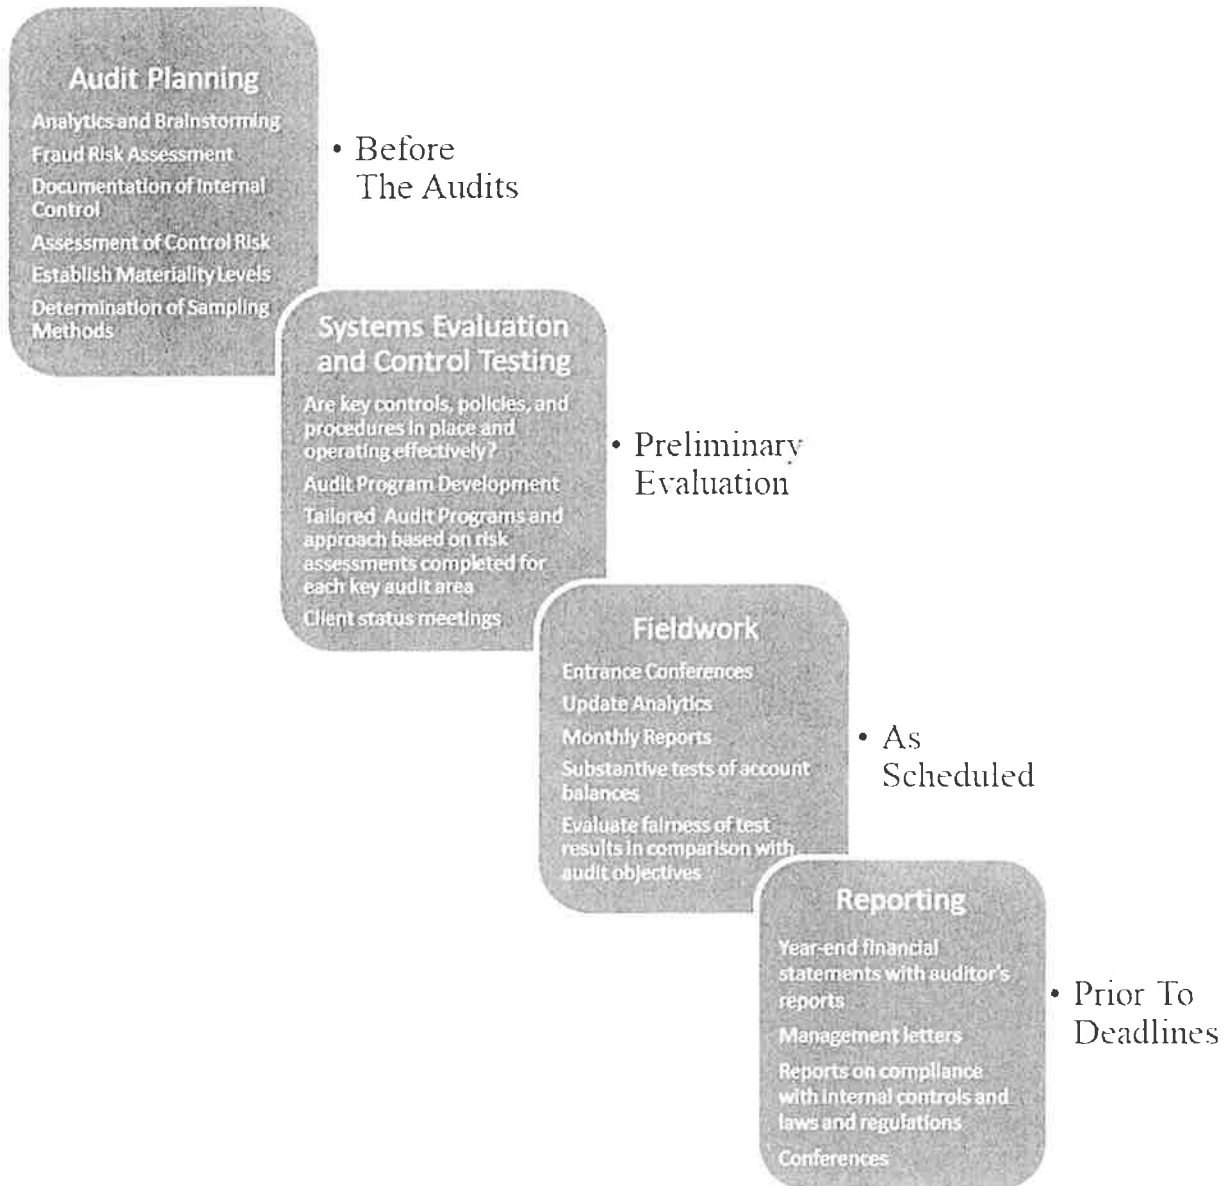 Audit Planning
Analytics and Brainstorming
Fraud Risk Assessment
Documentation of Internal
Control
Assessment of Control Risk
Establish Materiality Levels
Determination of Sampling
Methods
• Before
The Audits
Systems Evaluation
and Control Testing
Are key controls, policies, and
procedures in place and
operating effectively?
Audit Program Development
Tailored Audit Programs and
approach based on risk
assessments completed for
each key audit area
Client status meetings
• Preliminary
Evaluation
Fieldwork
Entrance Conferences
Update Analytics
Monthly Reports
Substantive tests of account
balances
Evaluate fairness of test
results in comparison with
audit objectives
• As
Scheduled
Reporting
Year-end financial
statements with auditor's
reports
Management letters
Reports on compliance
with internal controls and
laws and regulations
Conferences
• Prior To
Deadlines